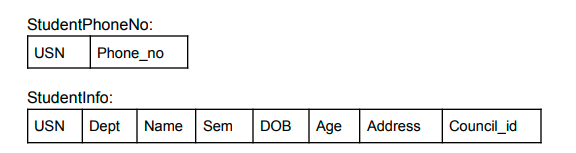 StudentPhoneNo:
USN Phone_no
StudentInfo:
USN Dept Name Sem DOB Age Address Council_id